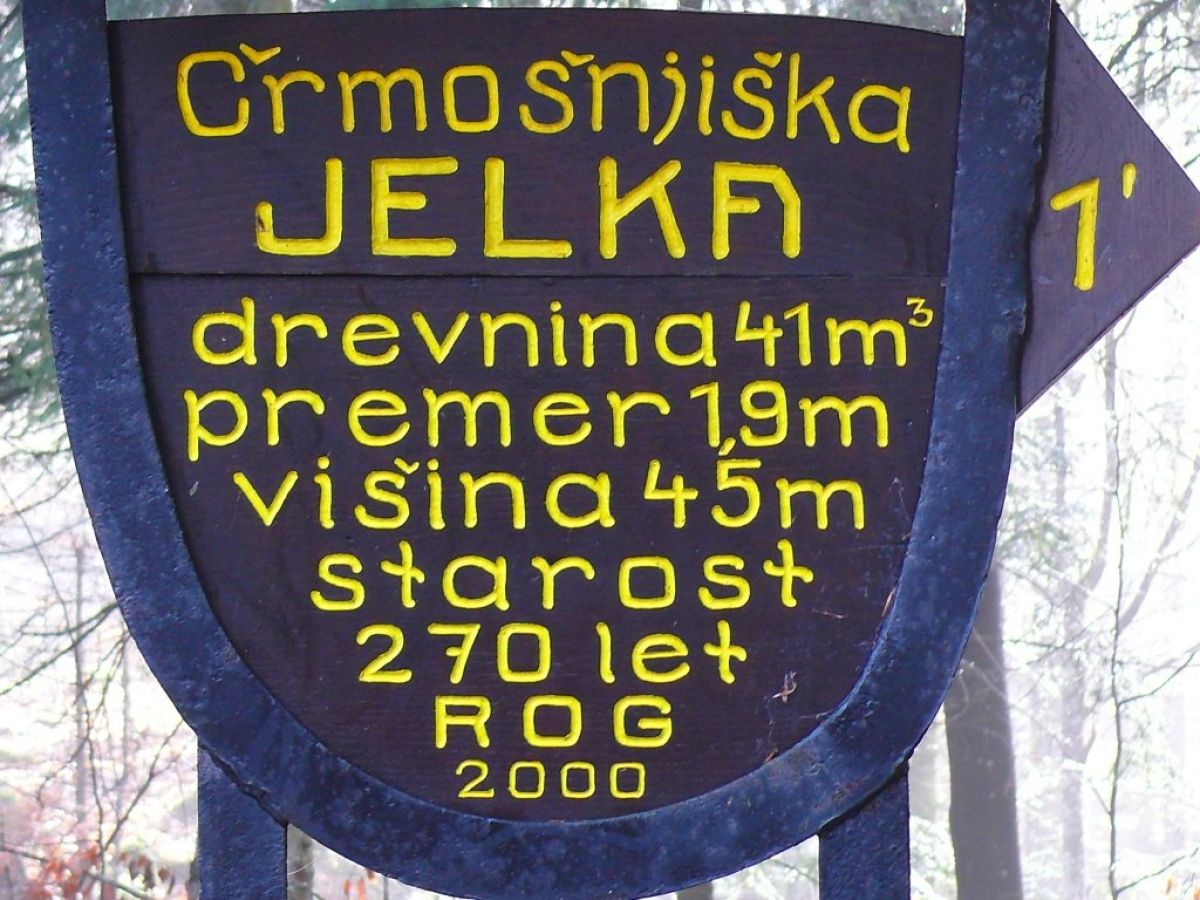 Črmošnjiška
JELKA
1'
drevnina 41m³
premer 1,9m
višina 45m
starost
270 let
ROG
2000